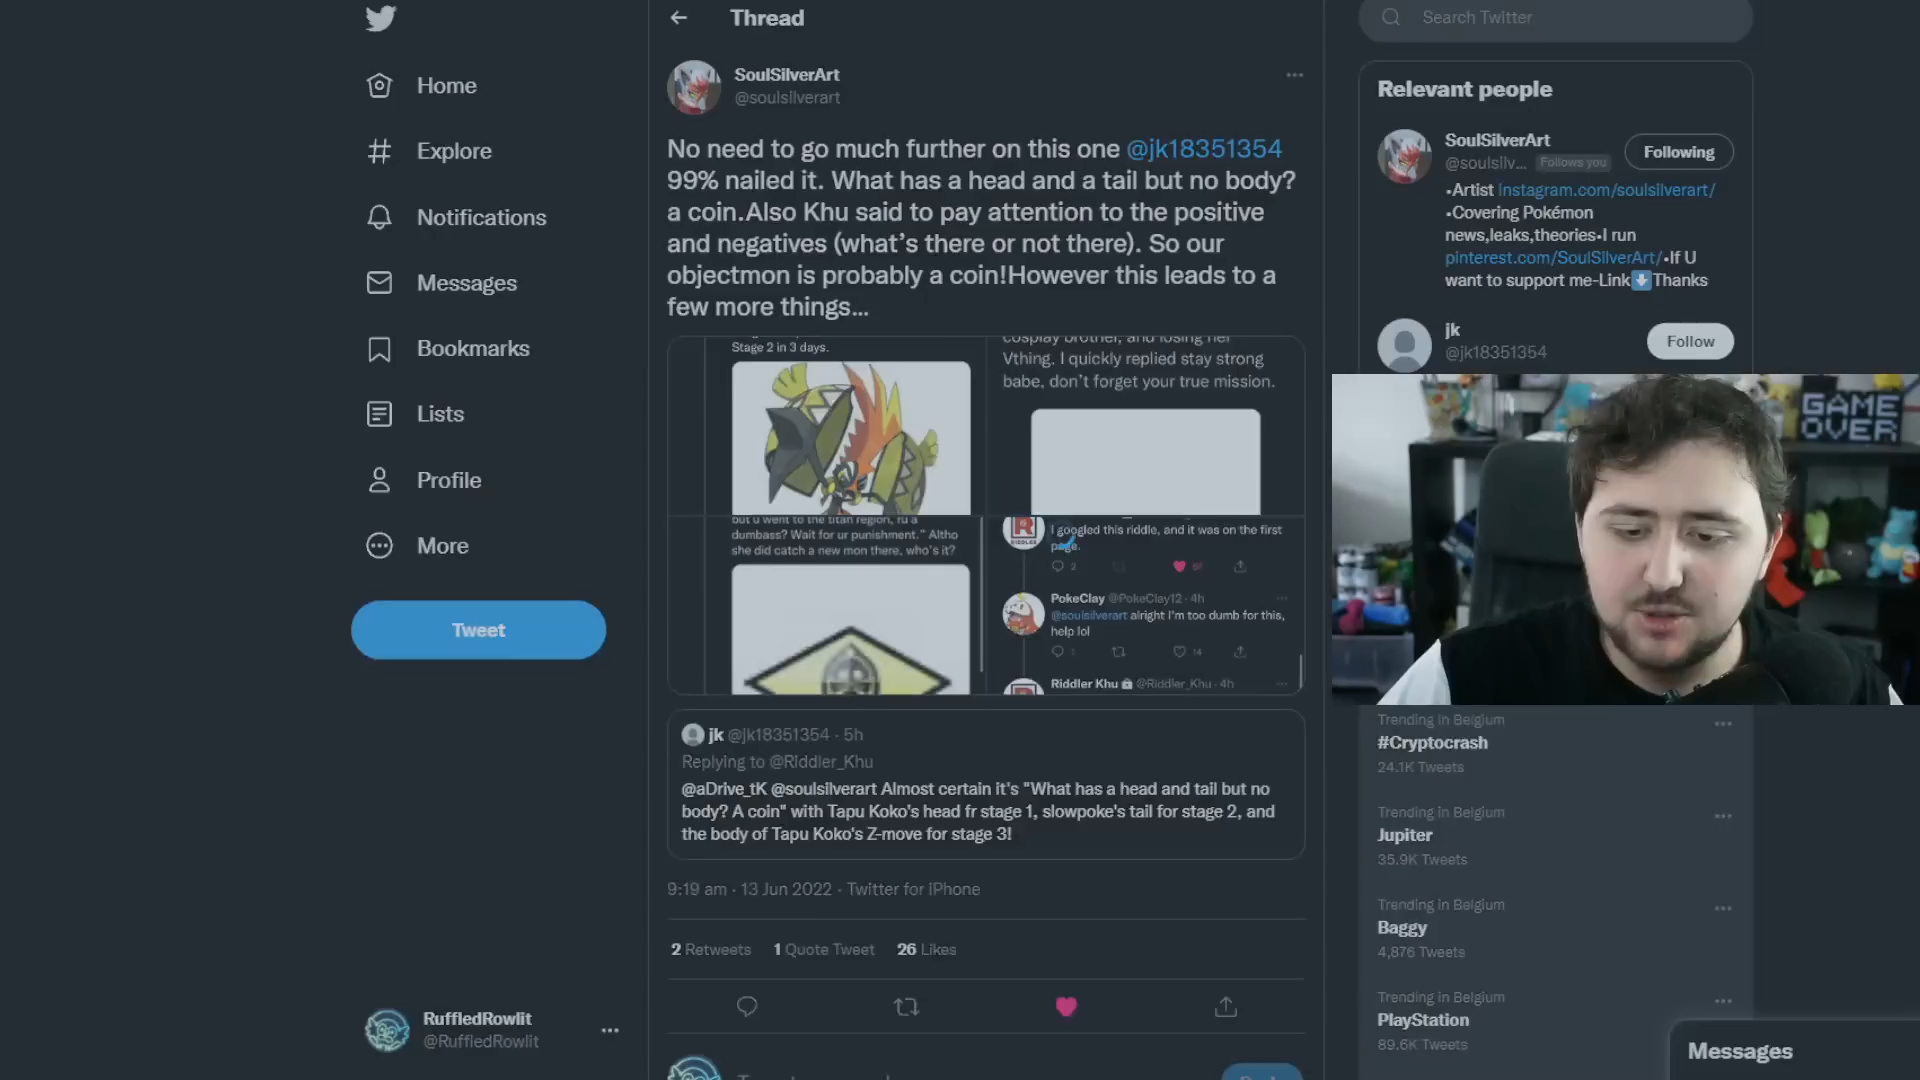 Home
Explore
Notifications
Messages
Bookmarks
Lists
Profile
More
Tweet
RuffledRowlit
@RuffledRowlit
Thread
SoulSilverArt
@soulsilverart
No need to go much further on this one @jk18351354
99% nailed it. What has a head and a tail but no body?
a coin.Also Khu said to pay attention to the positive
and negatives (what's there or not there). So our
objectmon is probably a coin!However this leads to a
few more things...
Stage 2 in 3 days.
cosplay brother, and losing her
Vthing. I quickly replied stay strong
babe, don't forget your true mission.
but u went to the titan region, ru a
dumbass? Wait for ur punishment." Altho
she did catch a new mon there, who's it?
I googled this riddle, and it was on the first
page.
2
PokeClay @PokeClay12 · 4h
@soulsilverart alright I'm too dumb for this,
help lol
1
14
Riddler Khu @Riddler_Khu · 4h
jk @jk18351354 · 5h
Replying to @Riddler_Khu
@aDrive_tK @soulsilverart Almost certain it's "What has a head and tail but no
body? A coin" with Tapu Koko's head fr stage 1, slowpoke's tail for stage 2, and
the body of Tapu Koko's Z-move for stage 3!
9:19 am · 13 Jun 2022 · Twitter for iPhone
2 Retweets 1 Quote Tweet 26 Likes
Search Twitter
Relevant people
SoulSilverArt
@soulsilv... Follows you
Following
•Artist instagram.com/soulsilverart/
•Covering Pokémon
news,leaks,theories•I run
pinterest.com/SoulSilverArt/•If U
want to support me-Link⬇Thanks
jk
@jk18351354
Follow
GAME
OVER
Trending in Belgium
#Cryptocrash
24.1K Tweets
Trending in Belgium
Jupiter
35.9K Tweets
Trending in Belgium
Baggy
4,876 Tweets
Trending in Belgium
PlayStation
89.6K Tweets
Messages